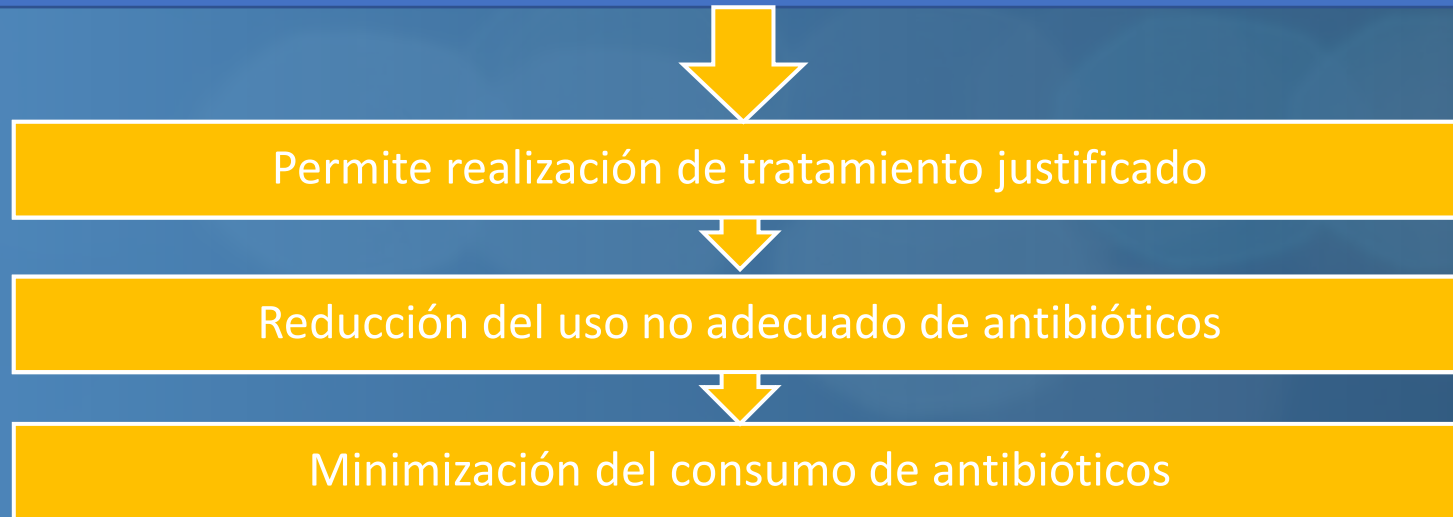 Permite realización de tratamiento justificado
Reducción del uso no adecuado de antibióticos
Minimización del consumo de antibióticos